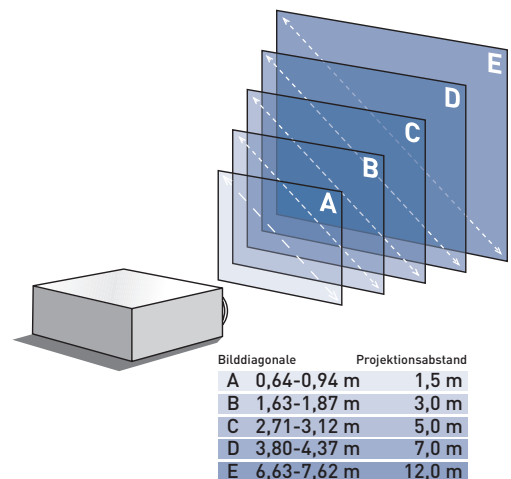 E
D
C
B
A
Bilddiagonale Projektionsabstand
A 0,64-0,94 m 1,5 m
B 1,63-1,87 m 3,0 m
C 2,71-3,12 m 5,0 m
D 3,80-4,37 m 7,0 m
E 6,63-7,62 m 12,0 m